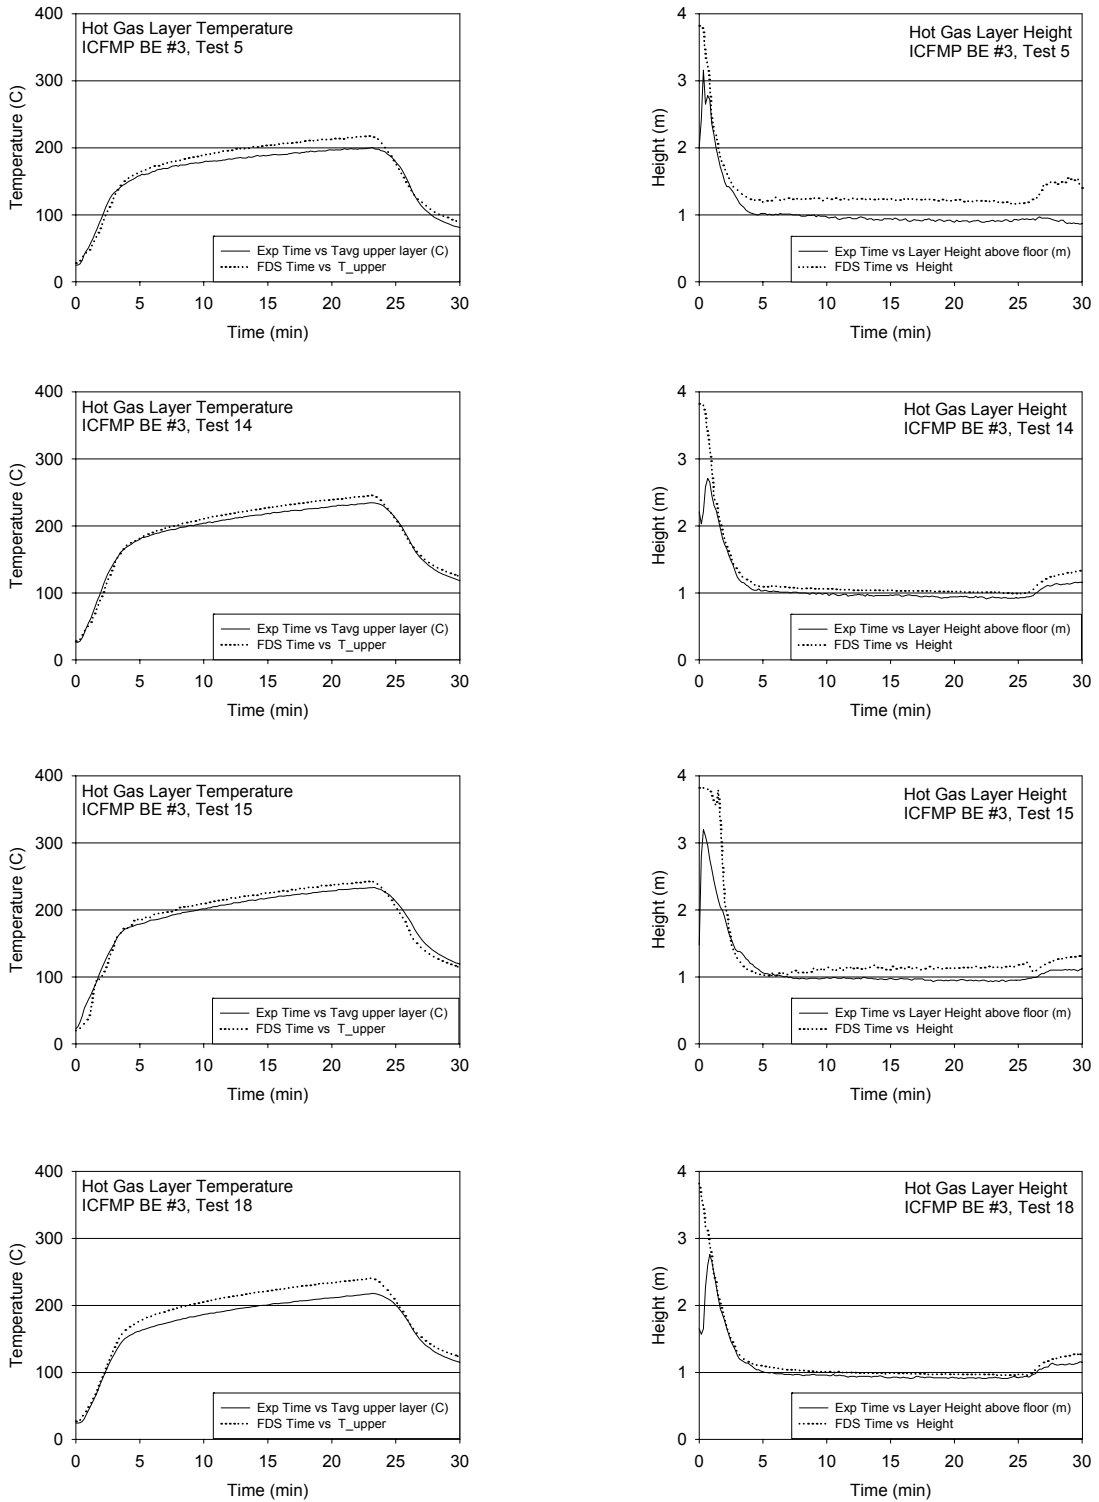 Hot Gas Layer Temperature
ICFMP BE #3, Test 5
Temperature (C)
400
300
200
100
0
Exp Time vs Tavg upper layer (C)
FDS Time vs T_upper
0 5 10 15 20 25 30
Time (min)
Hot Gas Layer Height
ICFMP BE #3, Test 5
Height (m)
4
3
2
1
0
Exp Time vs Layer Height above floor (m)
FDS Time vs Height
0 5 10 15 20 25 30
Time (min)
Hot Gas Layer Temperature
ICFMP BE #3, Test 14
Temperature (C)
400
300
200
100
0
Exp Time vs Tavg upper layer (C)
FDS Time vs T_upper
0 5 10 15 20 25 30
Time (min)
Hot Gas Layer Height
ICFMP BE #3, Test 14
Height (m)
4
3
2
1
0
Exp Time vs Layer Height above floor (m)
FDS Time vs Height
0 5 10 15 20 25 30
Time (min)
Hot Gas Layer Temperature
ICFMP BE #3, Test 15
Temperature (C)
400
300
200
100
0
Exp Time vs Tavg upper layer (C)
FDS Time vs T_upper
0 5 10 15 20 25 30
Time (min)
Hot Gas Layer Height
ICFMP BE #3, Test 15
Height (m)
4
3
2
1
0
Exp Time vs Layer Height above floor (m)
FDS Time vs Height
0 5 10 15 20 25 30
Time (min)
Hot Gas Layer Temperature
ICFMP BE #3, Test 18
Temperature (C)
400
300
200
100
0
Exp Time vs Tavg upper layer (C)
FDS Time vs T_upper
0 5 10 15 20 25 30
Time (min)
Hot Gas Layer Height
ICFMP BE #3, Test 18
Height (m)
4
3
2
1
0
Exp Time vs Layer Height above floor (m)
FDS Time vs Height
0 5 10 15 20 25 30
Time (min)